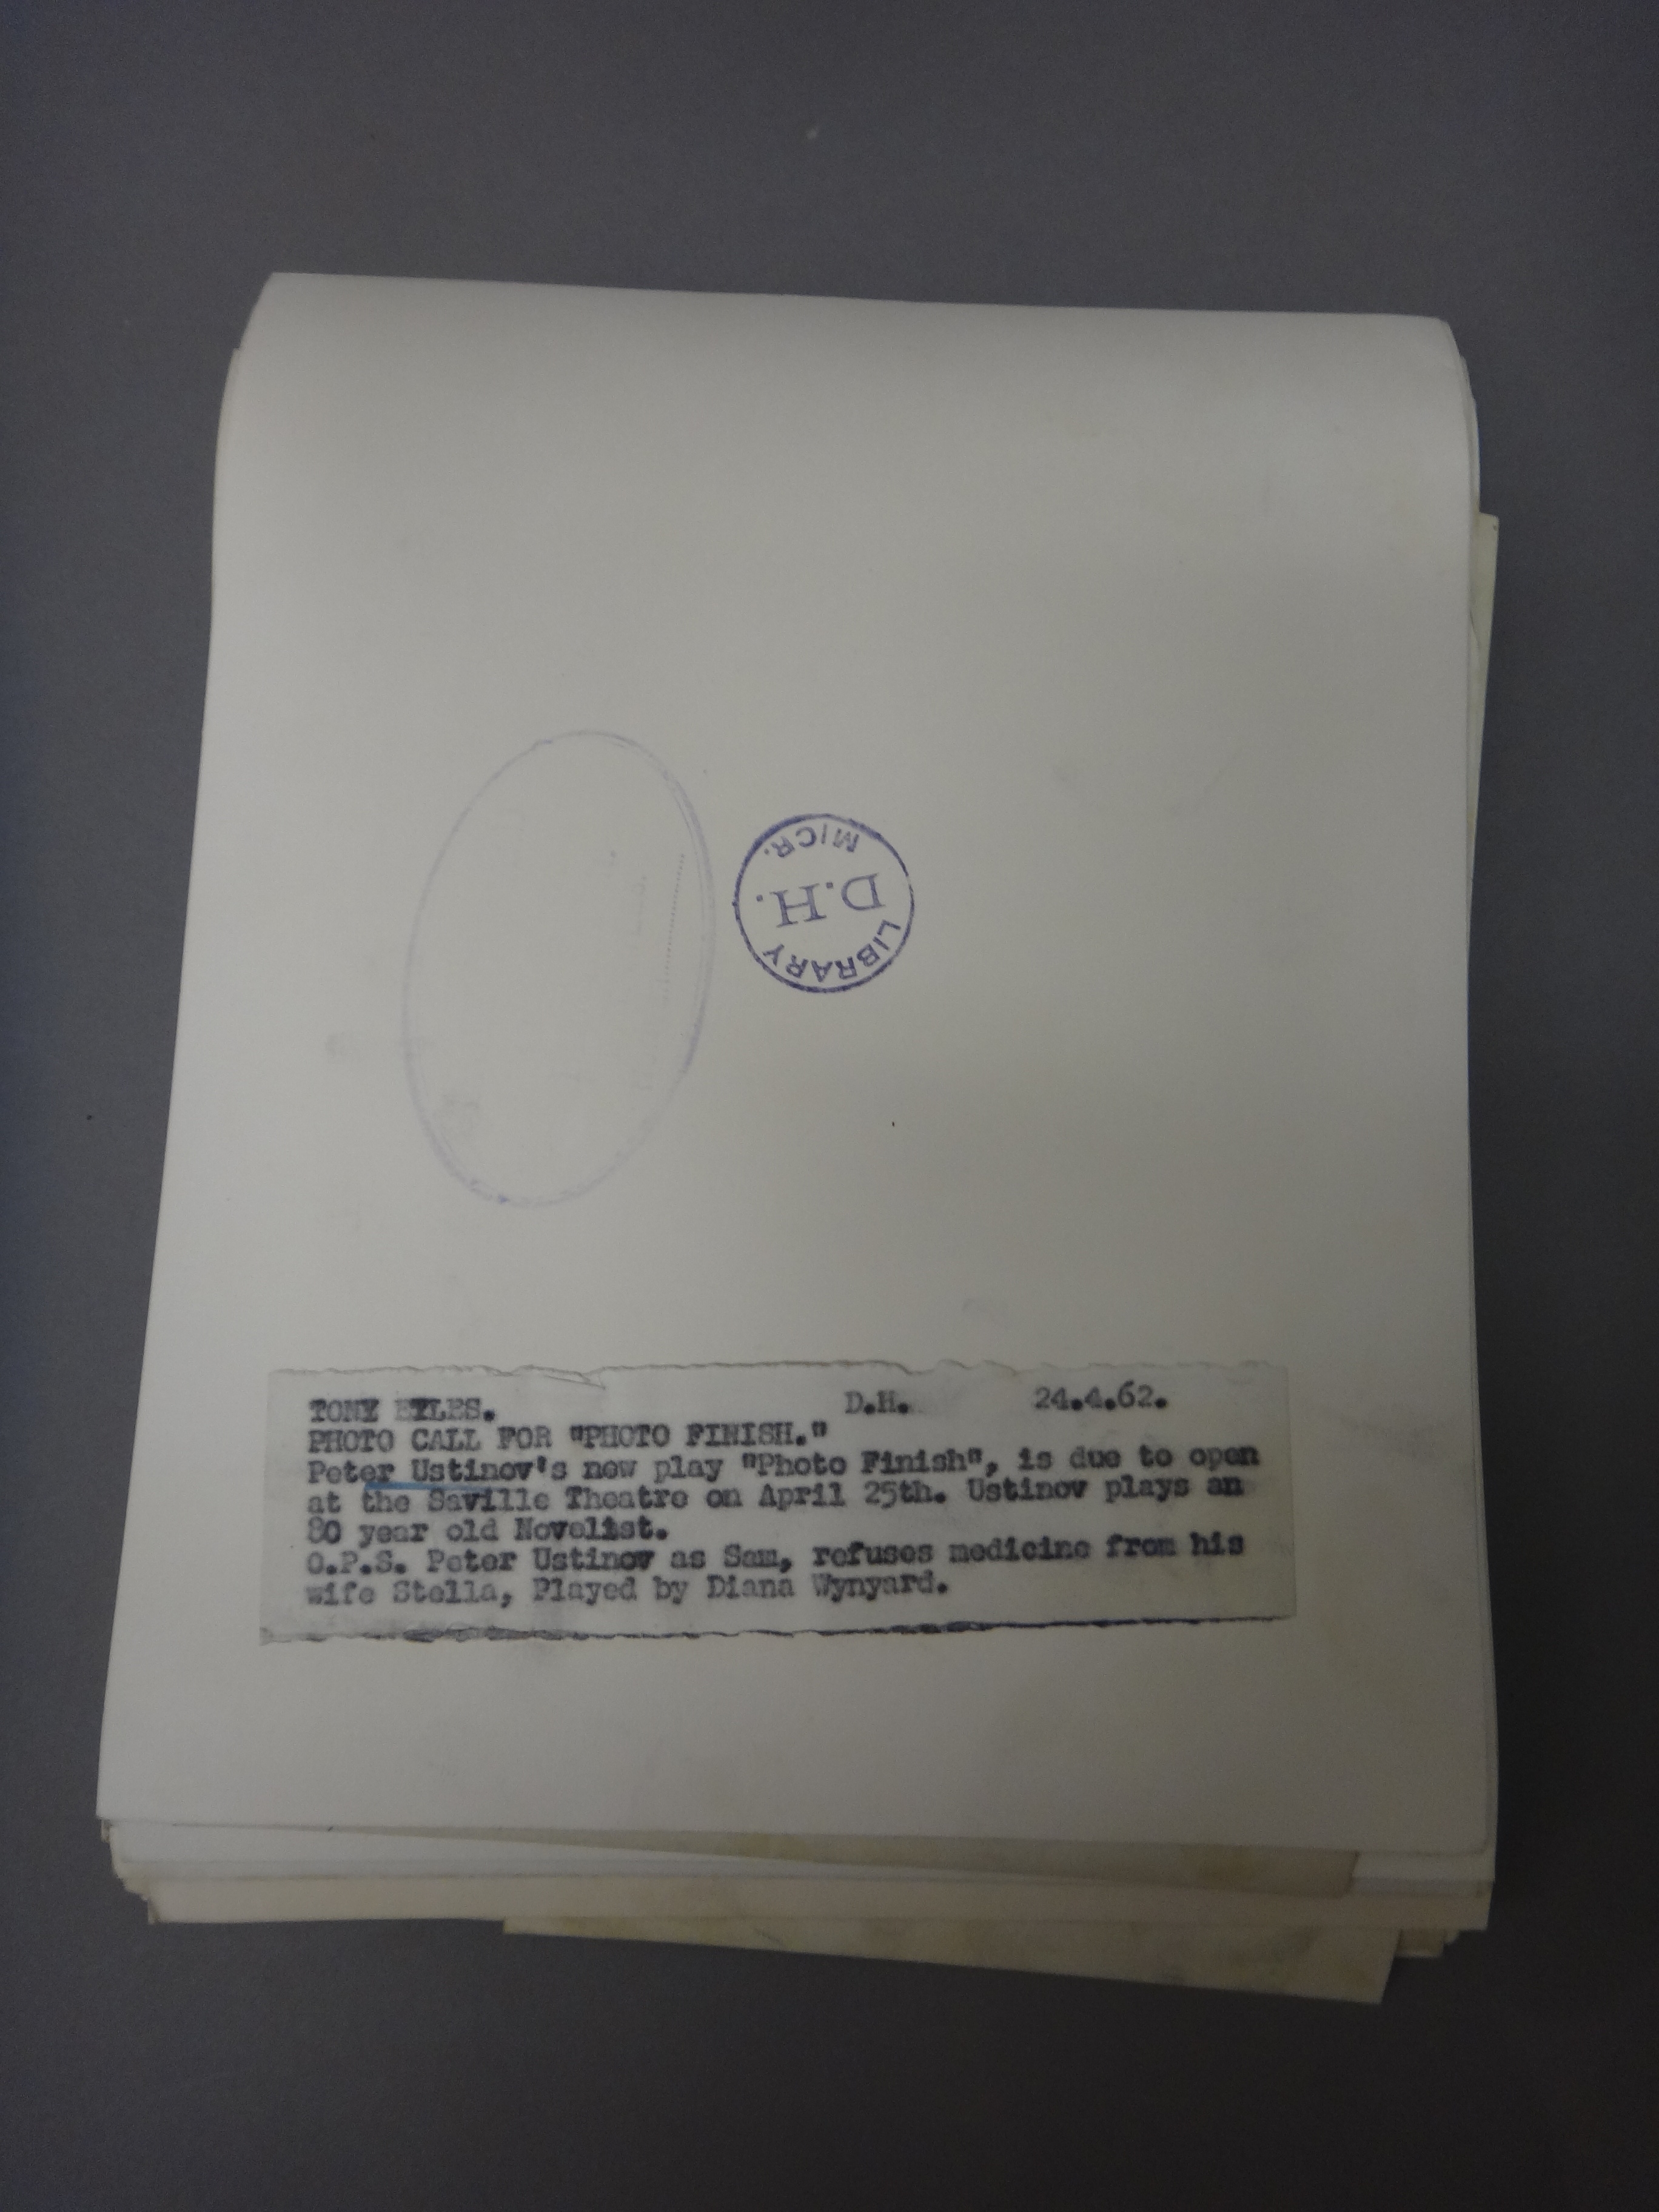 MICR.
D.H.
LIBRARY
TONY EYLES. D.H. 24.4.62.
PHOTO CALL FOR "PHOTO FINISH."
Peter Ustinov's new play "Photo Finish", is due to open
at the Saville Theatre on April 25th. Ustinov plays an
80 year old Novelist.
O.P.S. Peter Ustinov as Sam, refuses medicine from his
wife Stella, Played by Diana Wynyard.